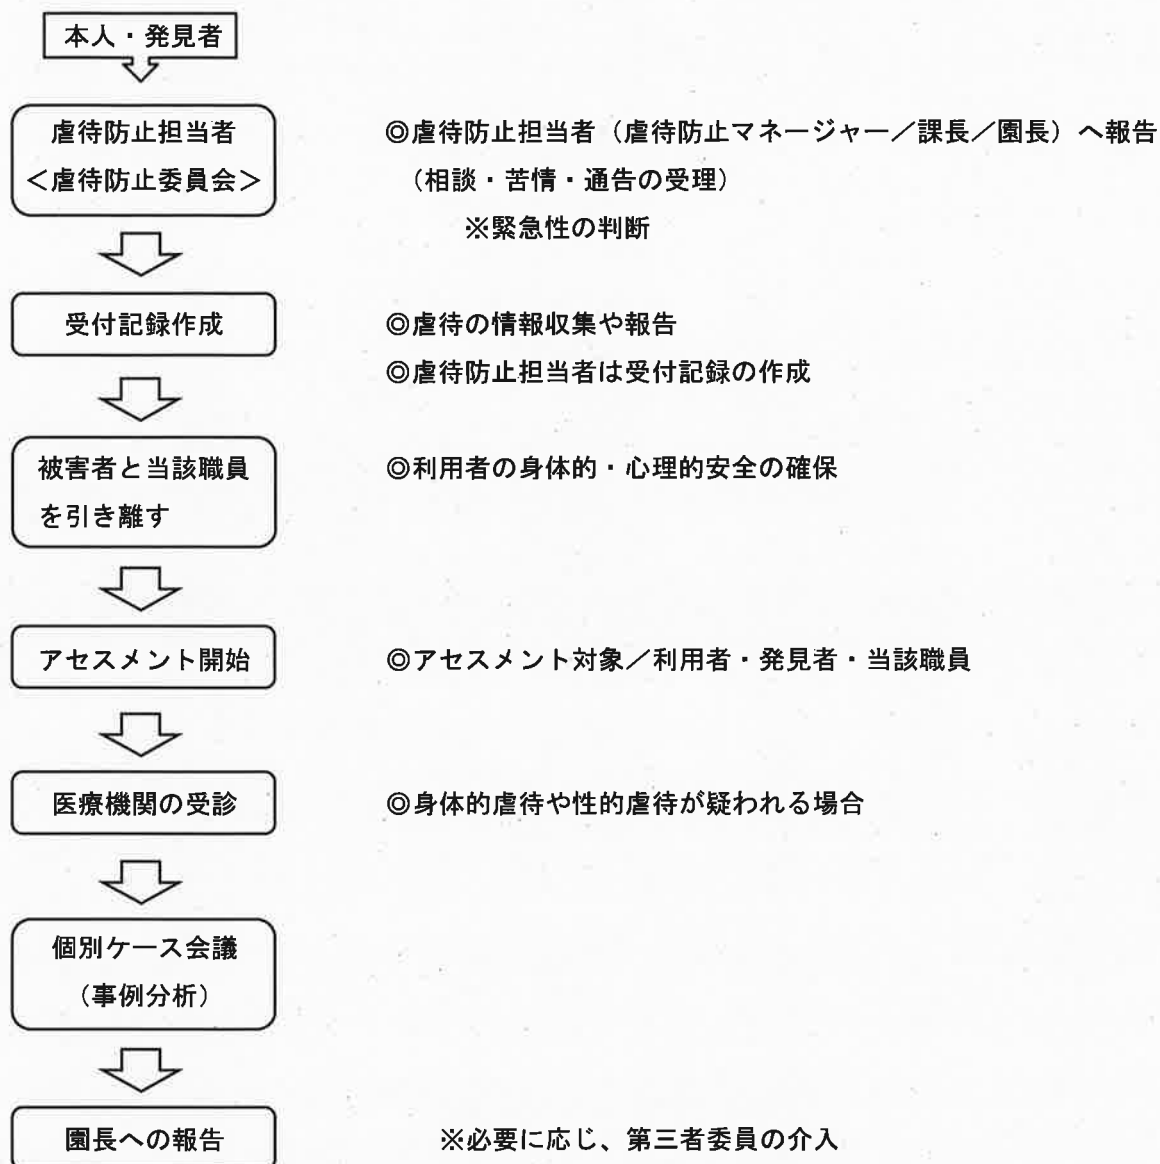 本人・発見者
虐待防止担当者
＜虐待防止委員会＞
◎虐待防止担当者（虐待防止マネージャー／課長／園長）へ報告
（相談・苦情・通告の受理）
※緊急性の判断
受付記録作成
◎虐待の情報収集や報告
◎虐待防止担当者は受付記録の作成
被害者と当該職員
を引き離す
◎利用者の身体的・心理的安全の確保
アセスメント開始
◎アセスメント対象／利用者・発見者・当該職員
医療機関の受診
◎身体的虐待や性的虐待が疑われる場合
個別ケース会議
（事例分析）
園長への報告
※必要に応じ、第三者委員の介入